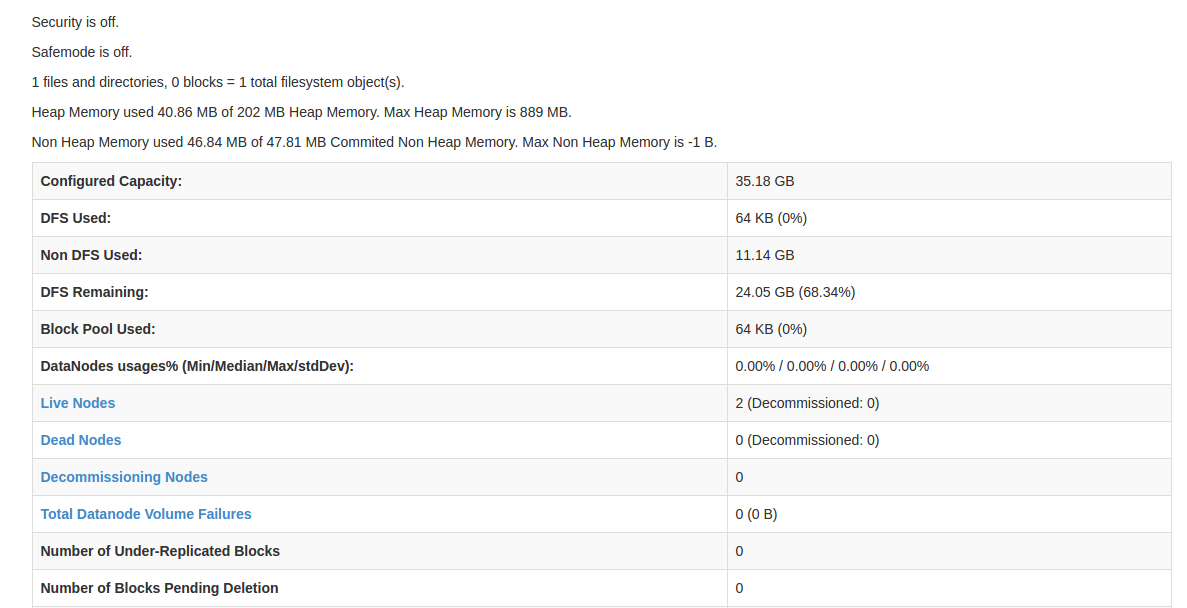 Security is off.
Safemode is off.
1 files and directories, 0 blocks = 1 total filesystem object(s).
Heap Memory used 40.86 MB of 202 MB Heap Memory. Max Heap Memory is 889 MB.
Non Heap Memory used 46.84 MB of 47.81 MB Commited Non Heap Memory. Max Non Heap Memory is -1 B.
Configured Capacity: 35.18 GB
DFS Used: 64 KB (0%)
Non DFS Used: 11.14 GB
DFS Remaining: 24.05 GB (68.34%)
Block Pool Used: 64 KB (0%)
DataNodes usages% (Min/Median/Max/stdDev): 0.00% / 0.00% / 0.00% / 0.00%
Live Nodes 2 (Decommissioned: 0)
Dead Nodes 0 (Decommissioned: 0)
Decommissioning Nodes 0
Total Datanode Volume Failures 0 (0 B)
Number of Under-Replicated Blocks 0
Number of Blocks Pending Deletion 0